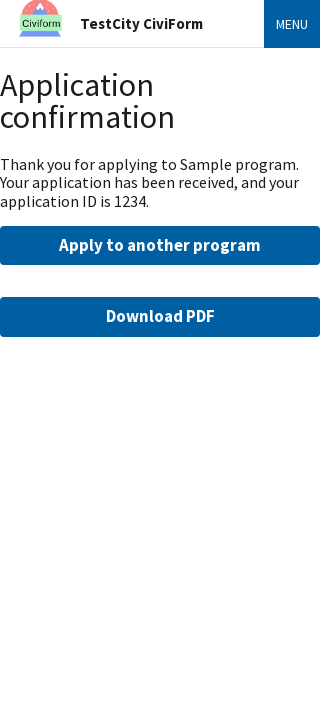 Civiform
TestCity CiviForm
MENU
Application
confirmation
Thank you for applying to Sample program.
Your application has been received, and your
application ID is 1234.
Apply to another program
Download PDF